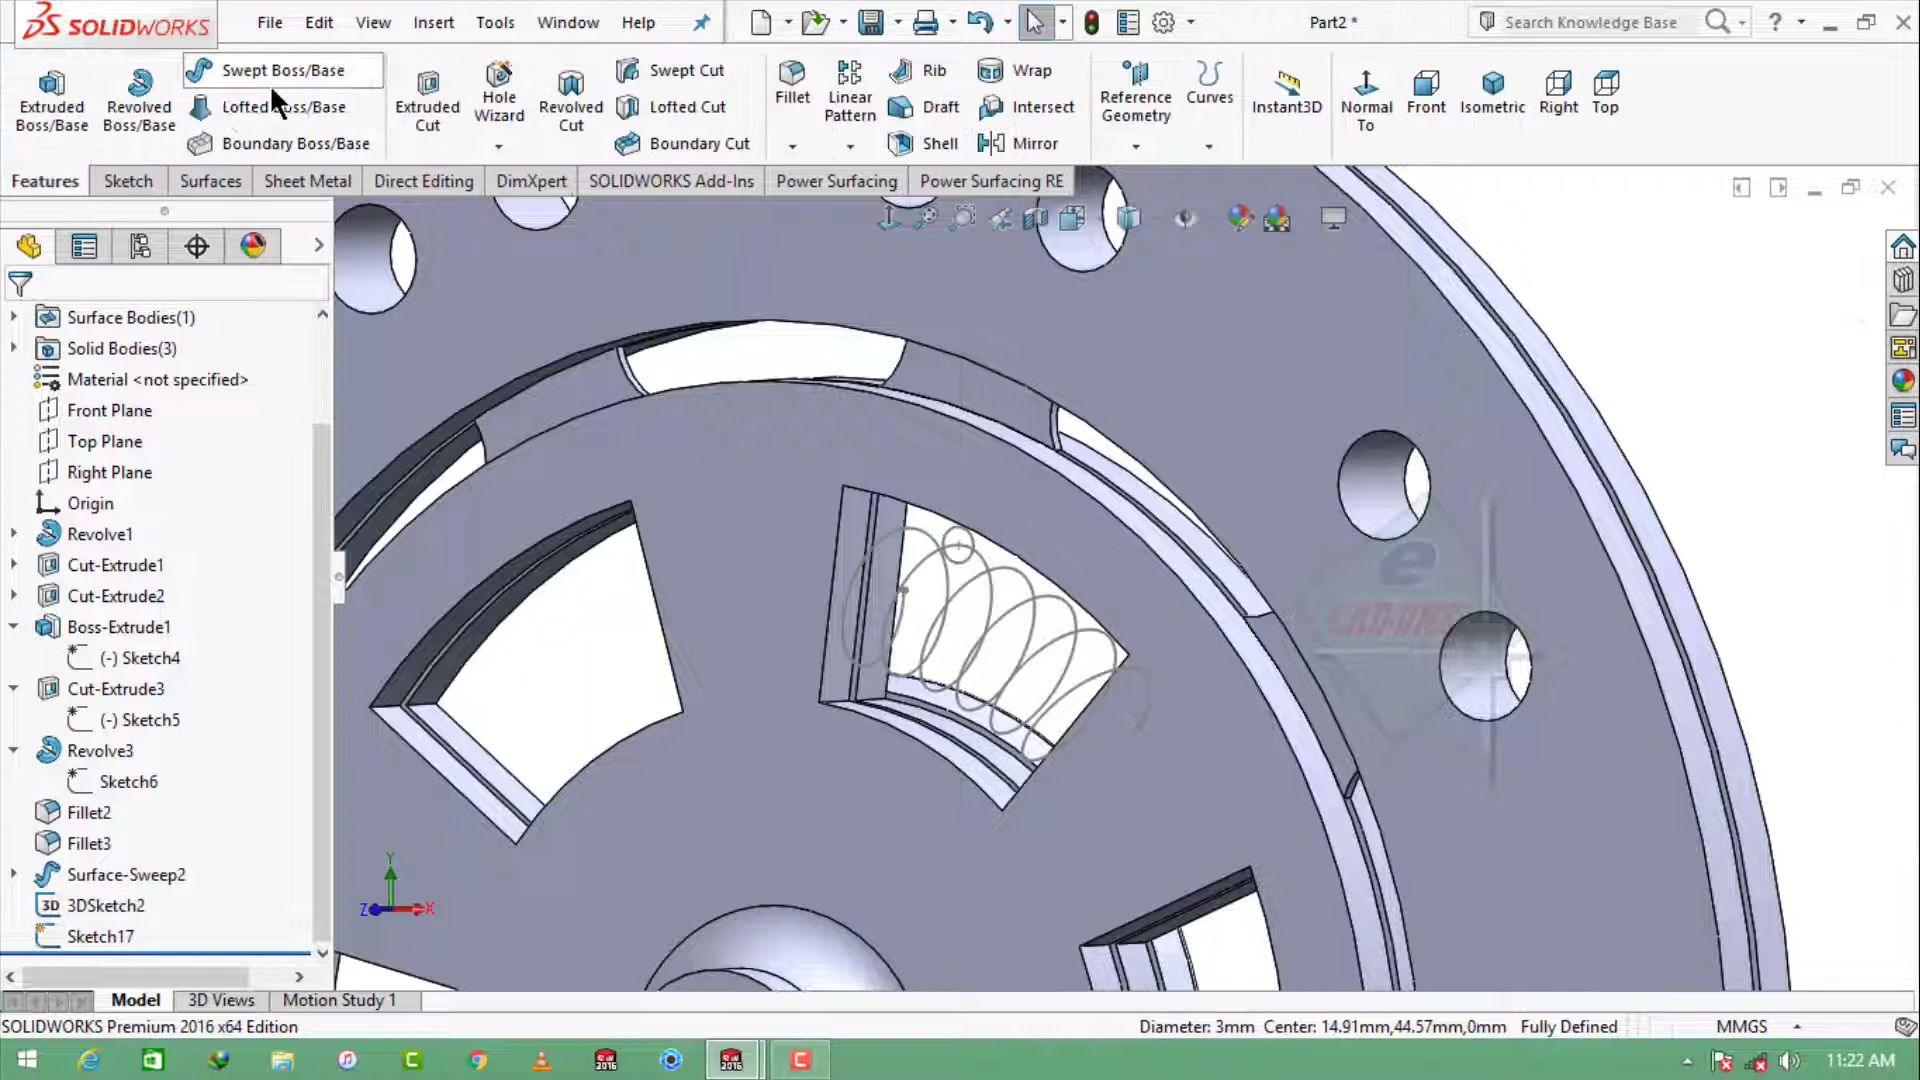 SOLIDWORKS
File Edit View Insert Tools Window Help
Part2 *
Search Knowledge Base
?
Extruded Boss/Base
Revolved Boss/Base
Swept Boss/Base
Lofted Boss/Base
Boundary Boss/Base
Extruded Cut
Hole Wizard
Revolved Cut
Swept Cut
Lofted Cut
Boundary Cut
Fillet
Linear Pattern
Rib
Draft
Shell
Wrap
Intersect
Mirror
Reference Geometry
Curves
Instant3D
Normal To
Front
Isometric
Right
Top
Features Sketch Surfaces Sheet Metal Direct Editing DimXpert SOLIDWORKS Add-Ins Power Surfacing Power Surfacing RE
Surface Bodies(1)
Solid Bodies(3)
Material <not specified>
Front Plane
Top Plane
Right Plane
Origin
Revolve1
Cut-Extrude1
Cut-Extrude2
Boss-Extrude1
(-) Sketch4
Cut-Extrude3
(-) Sketch5
Revolve3
Sketch6
Fillet2
Fillet3
Surface-Sweep2
3D 3DSketch2
Sketch17
Y
Z X
e
Model 3D Views Motion Study 1
SOLIDWORKS Premium 2016 x64 Edition
Diameter: 3mm Center: 14.91mm,44.57mm,0mm Fully Defined MMGS
11:22 AM